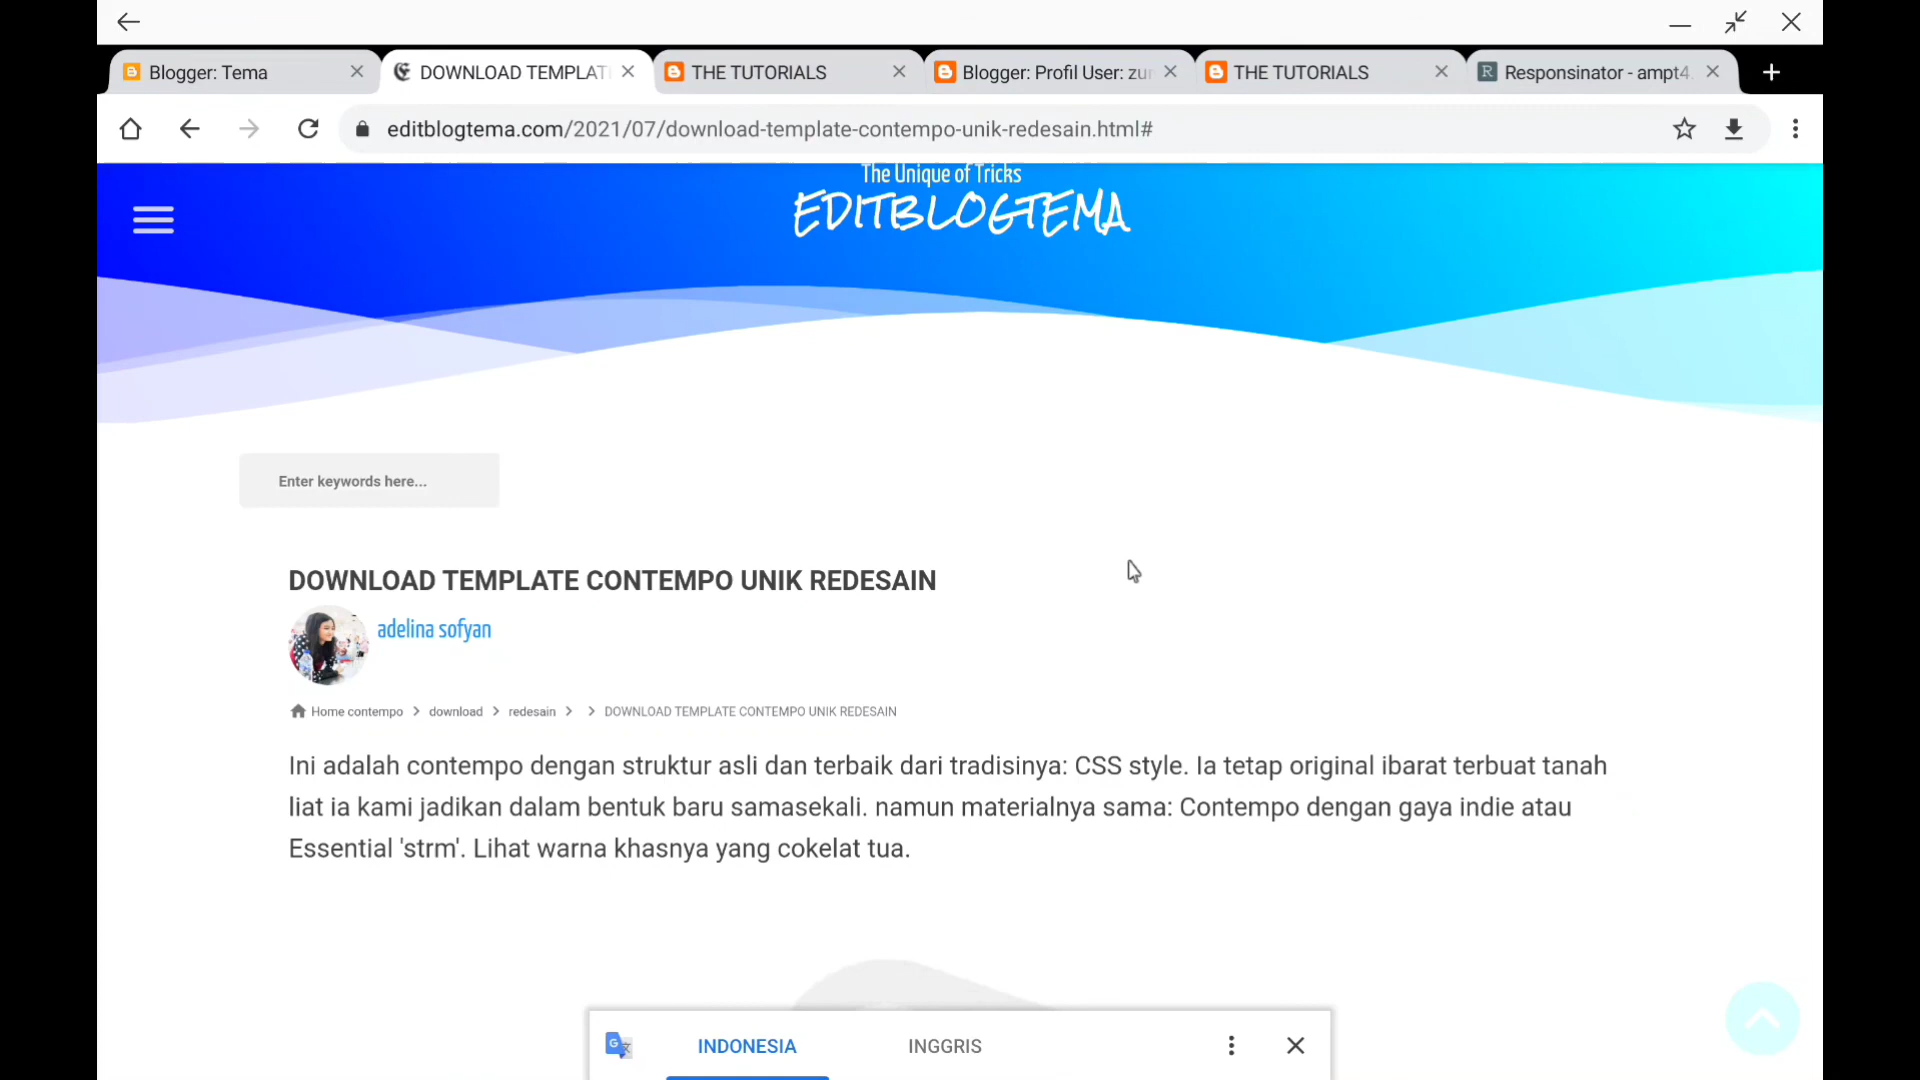 Blogger: Tema
DOWNLOAD TEMPLAT
THE TUTORIALS
Blogger: Profil User: zu
THE TUTORIALS
Responsinator - ampt4.
editblogtema.com/2021/07/download-template-contempo-unik-redesain.html#
The Unique of Tricks
EDITBLOGTEMA
Enter keywords here...
DOWNLOAD TEMPLATE CONTEMPO UNIK REDESAIN
adelina sofyan
Home contempo > download > redesain > > DOWNLOAD TEMPLATE CONTEMPO UNIK REDESAIN
Ini adalah contempo dengan struktur asli dan terbaik dari tradisinya: CSS style. Ia tetap original ibarat terbuat tanah
liat ia kami jadikan dalam bentuk baru samasekali. namun materialnya sama: Contempo dengan gaya indie atau
Essential 'strm'. Lihat warna khasnya yang cokelat tua.
INDONESIA
INGGRIS